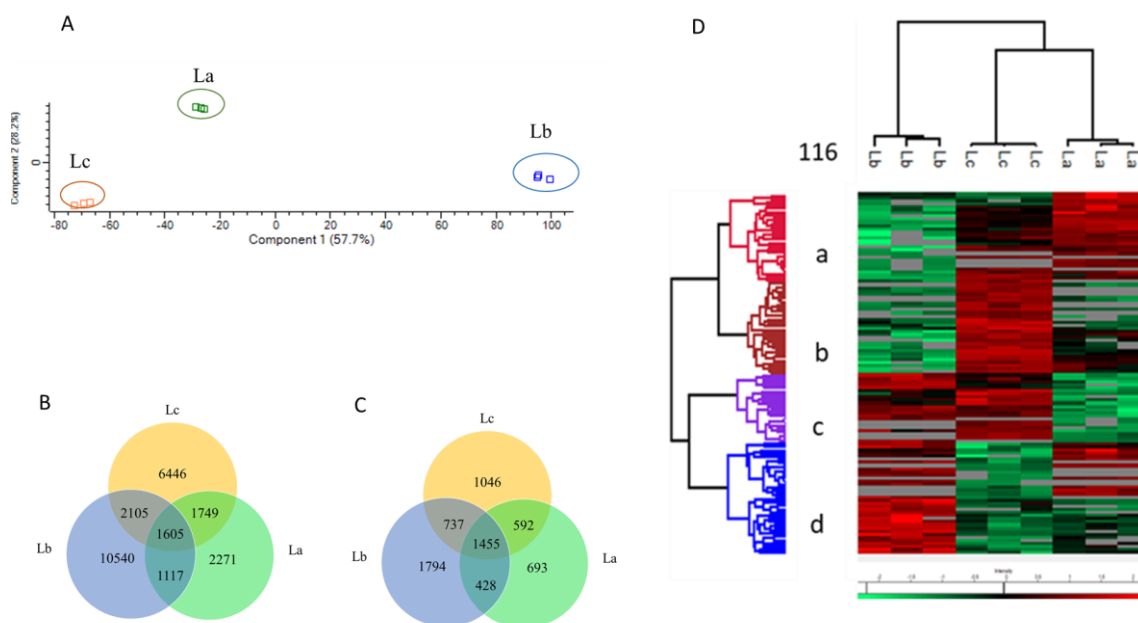 A
La
Lb
Lc
Component 2 (28.2%)
0
-80 -60 -40 -20 0 20 40 60 80 100
Component 1 (57.7%)
B
Lc
6446
2105 1749
1605
Lb 10540 2271 La
1117
C
Lc
1046
737 592
1455
Lb 1794 693 La
428
D
116
Lb Lb Lb Lc Lc Lc La La La
a
b
c
d
Intensity